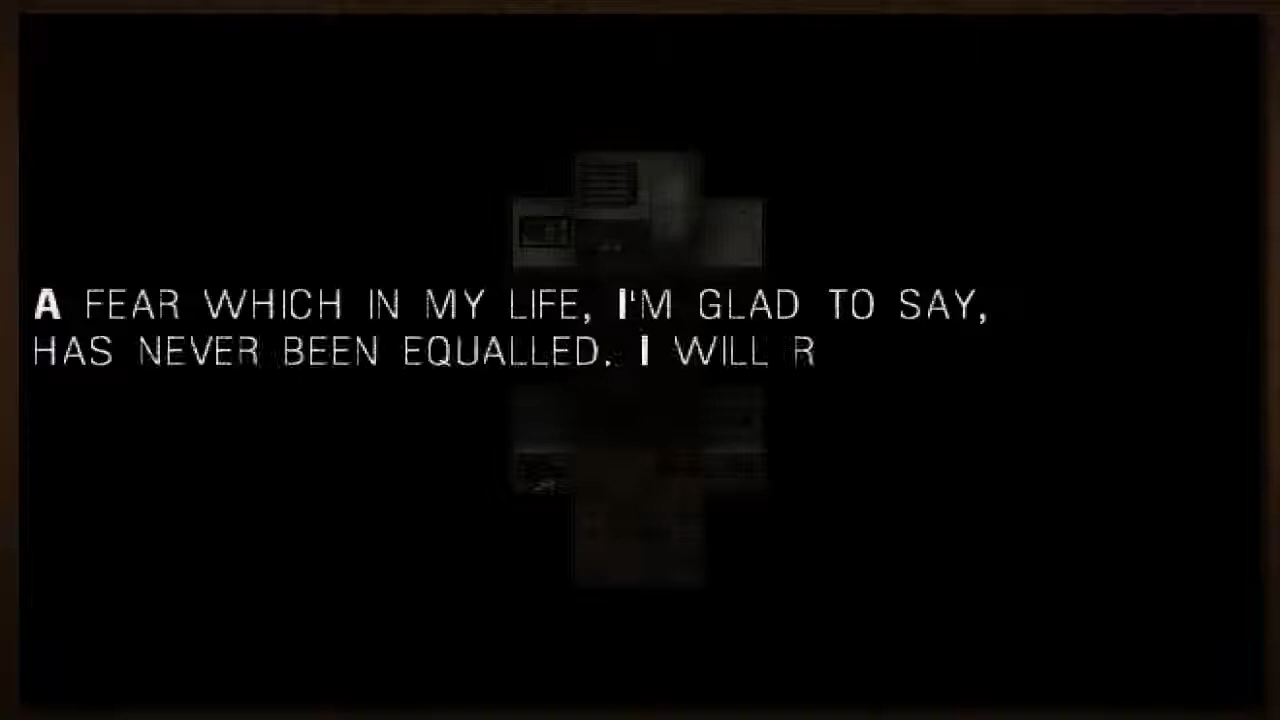 A FEAR WHICH IN MY LIFE, I'M GLAD TO SAY,
HAS NEVER BEEN EQUALLED. I WILL R